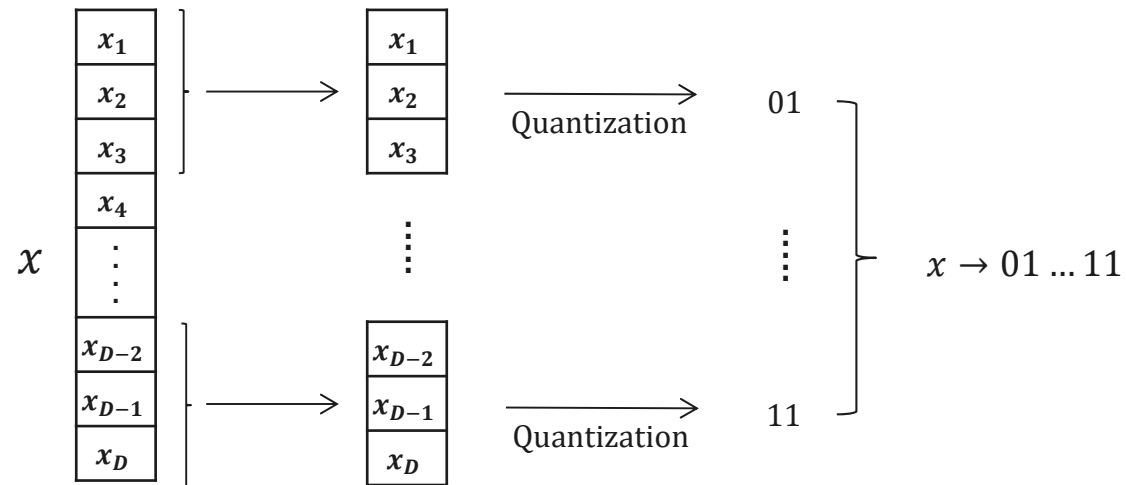 x
x₁
x₂
x₃
x₄
⋮
x_{D−2}
x_{D−1}
x_D
x₁
x₂
x₃
⋮
x_{D−2}
x_{D−1}
x_D
Quantization
Quantization
01
⋮
11
x → 01 … 11